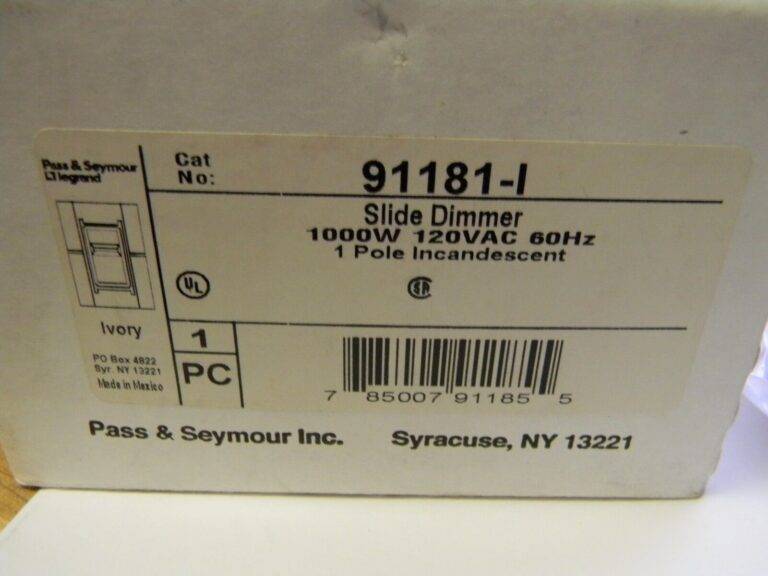 Pass & Seymour
legrand
Cat
No:
91181-I
Slide Dimmer
1000W 120VAC 60Hz
1 Pole Incandescent
UL
Ivory
1
PC
PO Box 4822
Syr. NY 13221
Made in Mexico
7 85007 91185 5
Pass & Seymour Inc. Syracuse, NY 13221